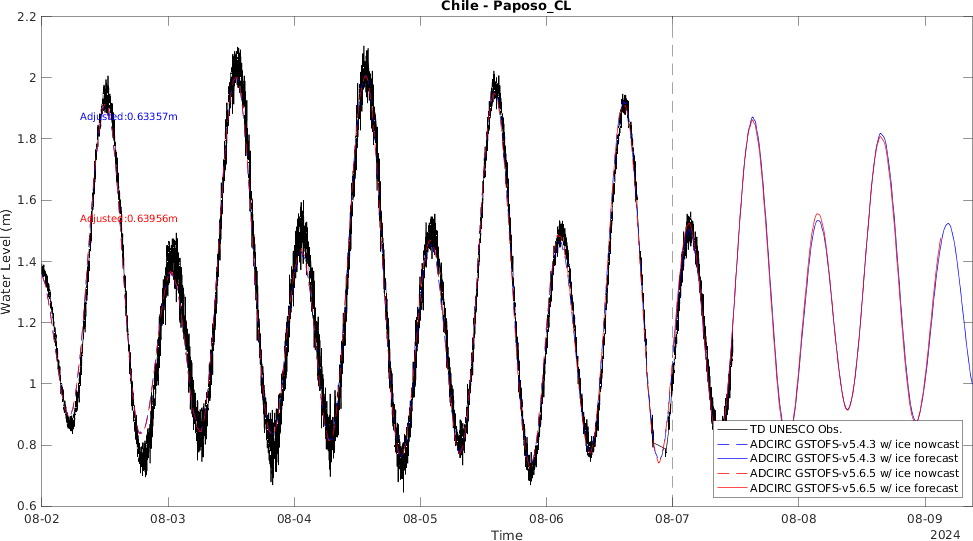 Chile - Paposo_CL
2.2
2
1.8
1.6
1.4
1.2
1
0.8
0.6
Water Level (m)
Adjusted:0.63357m
Adjusted:0.63956m
TD UNESCO Obs.
ADCIRC GSTOFS-v5.4.3 w/ ice nowcast
ADCIRC GSTOFS-v5.4.3 w/ ice forecast
ADCIRC GSTOFS-v5.6.5 w/ ice nowcast
ADCIRC GSTOFS-v5.6.5 w/ ice forecast
08-02 08-03 08-04 08-05 08-06 08-07 08-08 08-09
Time
2024